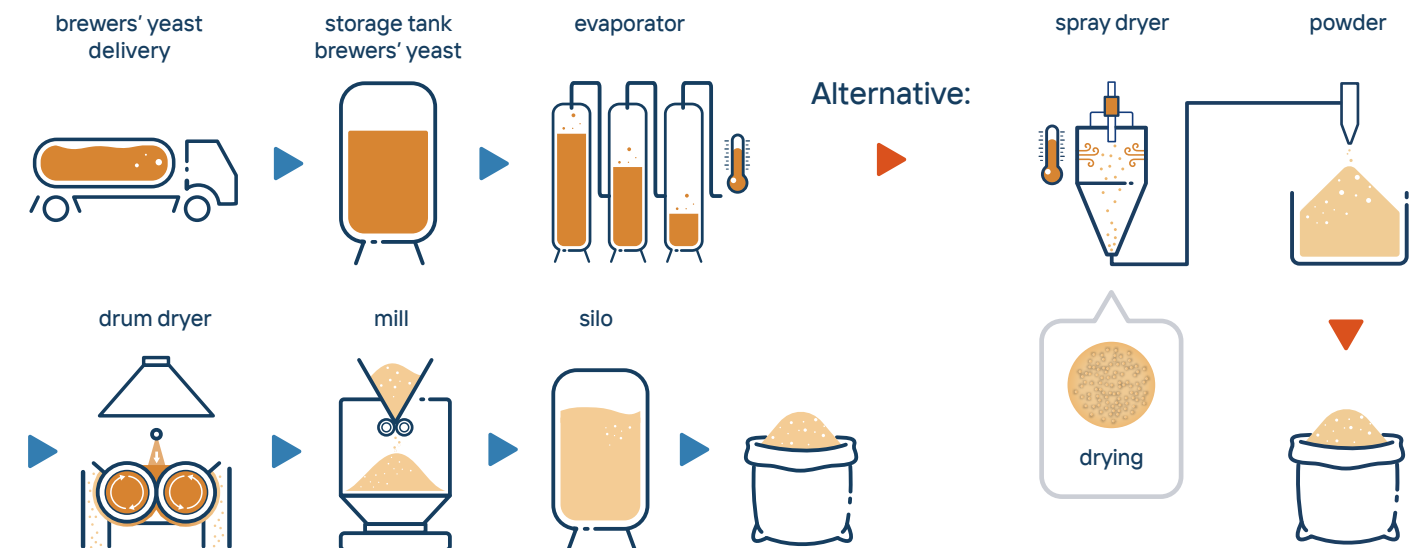 brewers’ yeast
delivery
storage tank
brewers’ yeast
evaporator
Alternative:
spray dryer
powder
drum dryer
mill
silo
drying